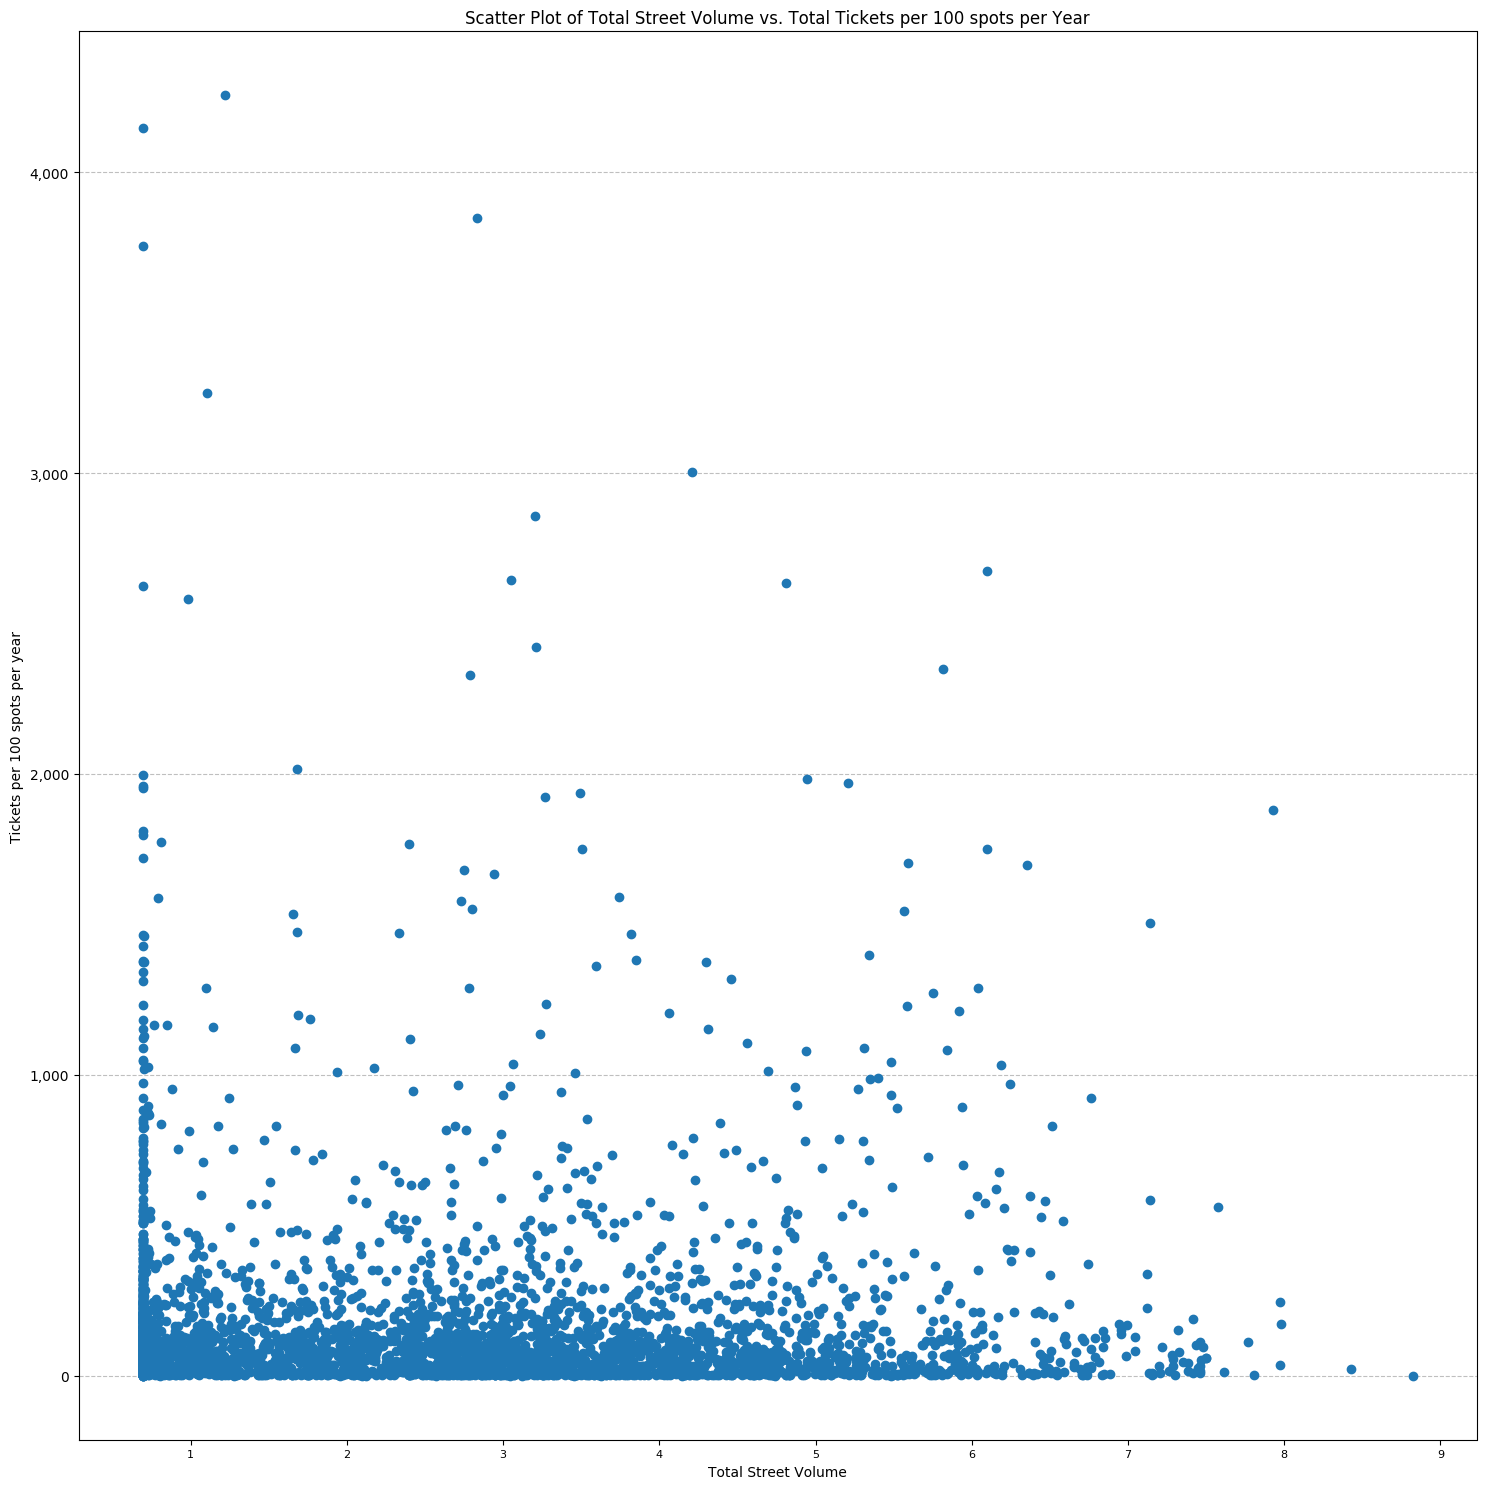 Scatter Plot of Total Street Volume vs. Total Tickets per 100 spots per Year
4,000
3,000
2,000
1,000
0
Tickets per 100 spots per year
1 2 3 4 5 6 7 8 9
Total Street Volume